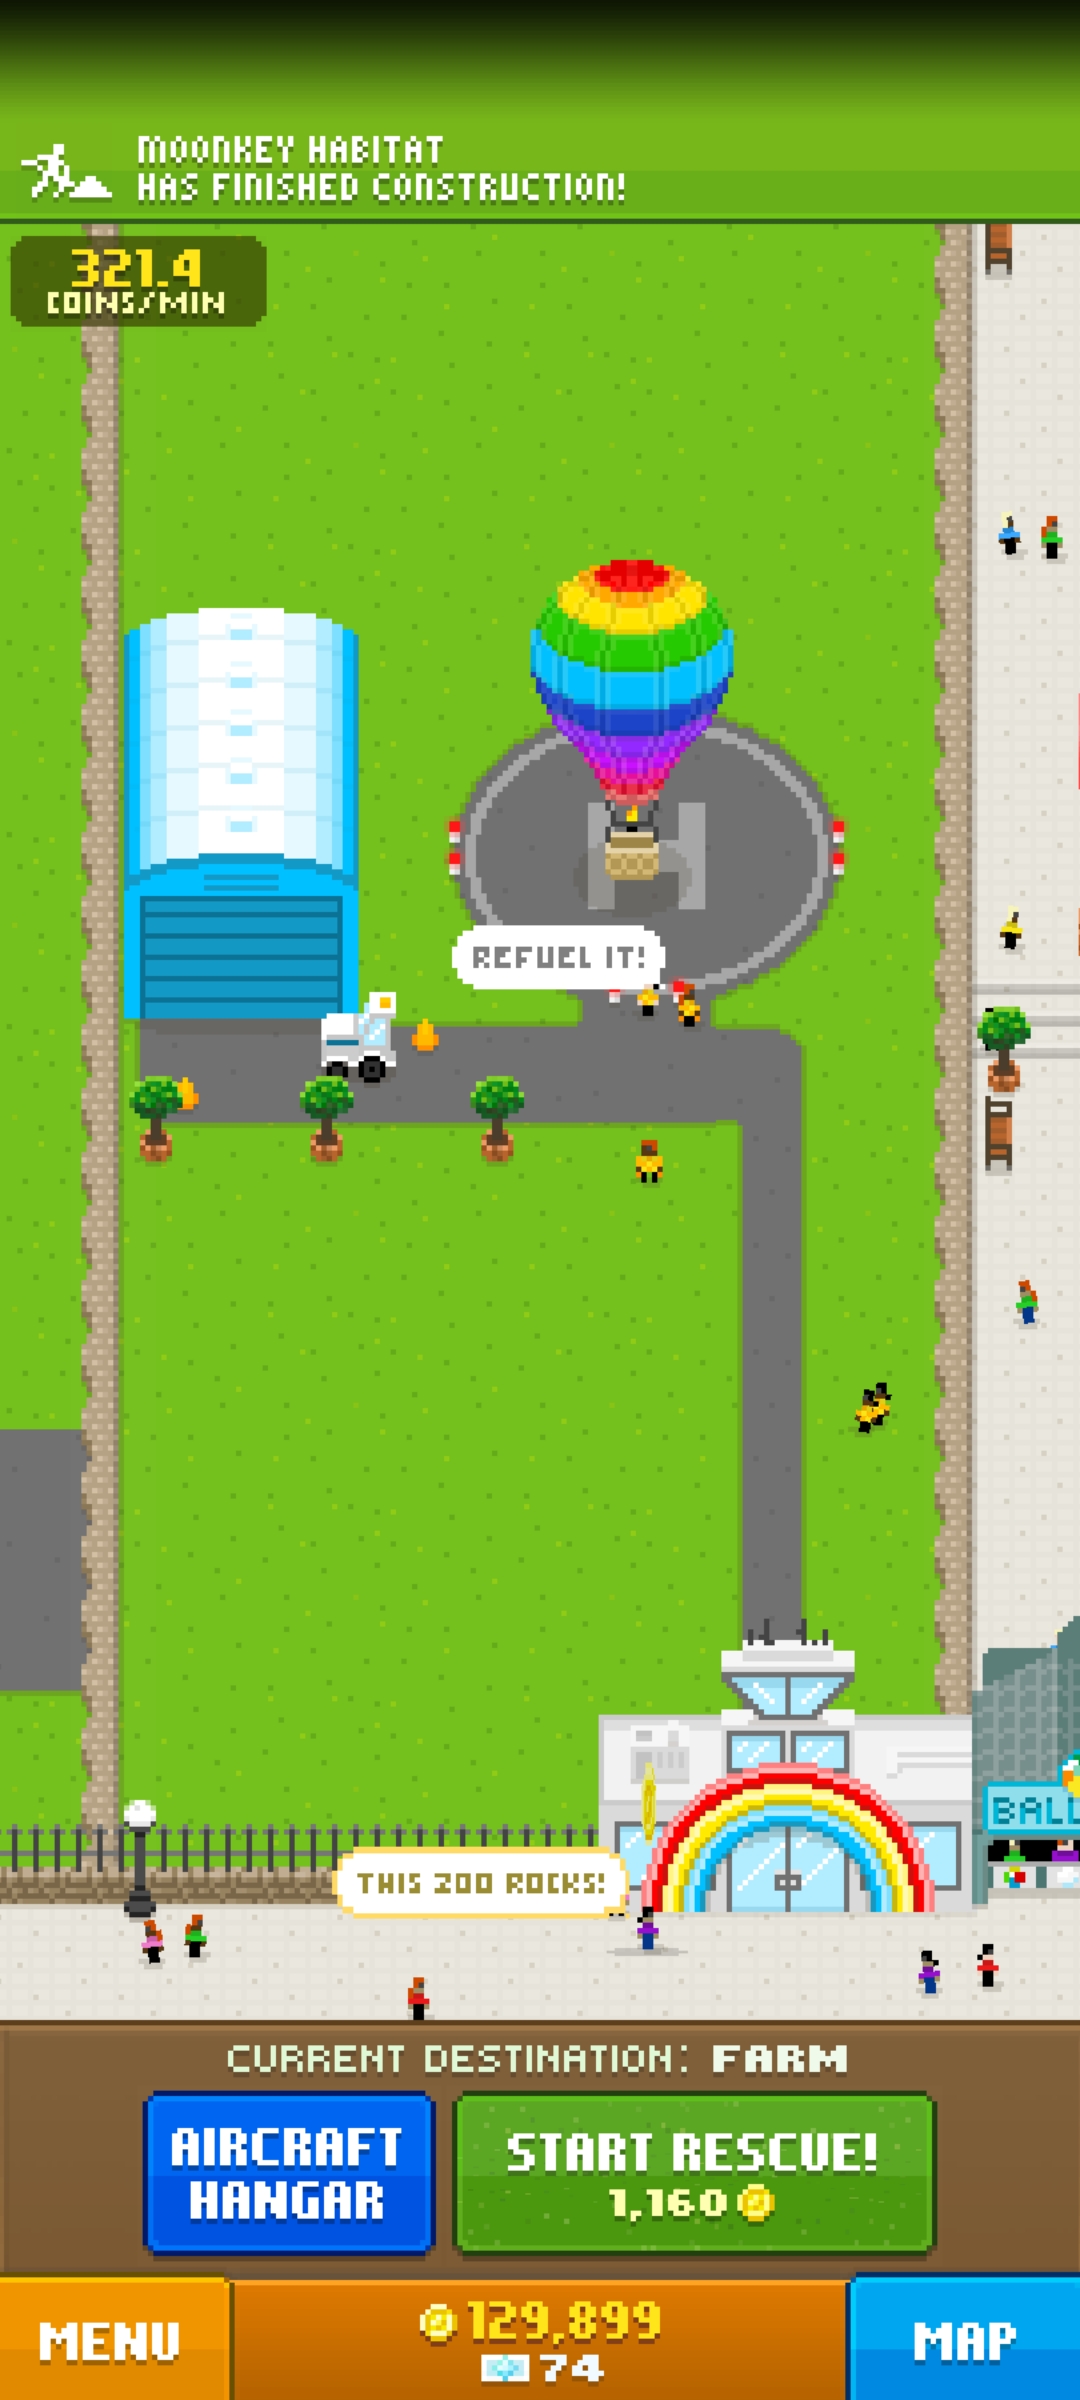 MOONKEY HABITAT
HAS FINISHED CONSTRUCTION!
321.4
COINS/MIN
REFUEL IT!
BALL
THIS ZOO ROCKS!
CURRENT DESTINATION: FARM
AIRCRAFT
HANGAR
START RESCUE!
1,160
MENU
129,899
74
MAP